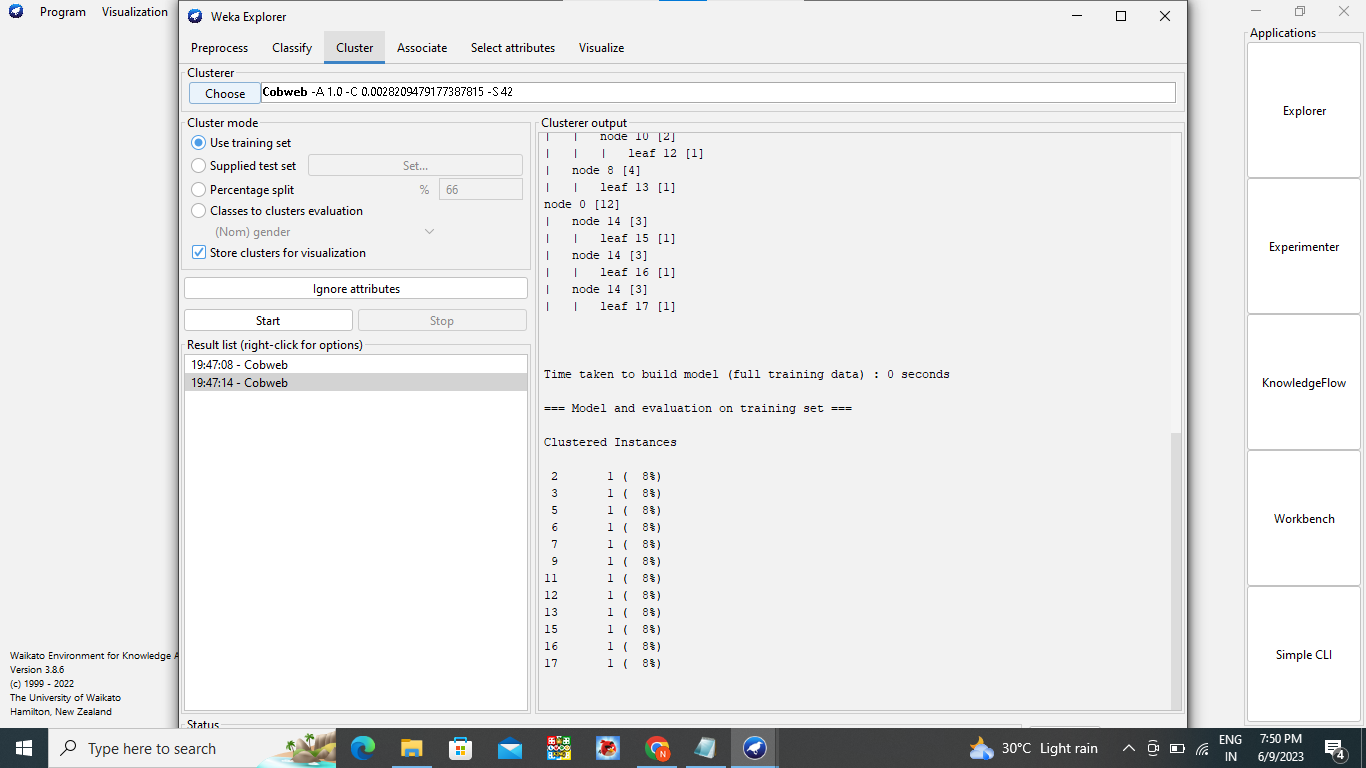 Program Visualization
Weka Explorer
Applications
Preprocess Classify Cluster Associate Select attributes Visualize
Clusterer
Choose Cobweb -A 1.0 -C 0.0028209479177387815 -S 42
Cluster mode
Use training set
Supplied test set Set...
Percentage split % 66
Classes to clusters evaluation
(Nom) gender
Store clusters for visualization
Ignore attributes
Start Stop
Result list (right-click for options)
19:47:08 - Cobweb
19:47:14 - Cobweb
Clusterer output
| | node 10 [2]
| | | leaf 12 [1]
| node 8 [4]
| | leaf 13 [1]
node 0 [12]
| node 14 [3]
| | leaf 15 [1]
| node 14 [3]
| | leaf 16 [1]
| node 14 [3]
| | leaf 17 [1]
Time taken to build model (full training data) : 0 seconds
=== Model and evaluation on training set ===
Clustered Instances
2 1 ( 8%)
3 1 ( 8%)
5 1 ( 8%)
6 1 ( 8%)
7 1 ( 8%)
9 1 ( 8%)
11 1 ( 8%)
12 1 ( 8%)
13 1 ( 8%)
15 1 ( 8%)
16 1 ( 8%)
17 1 ( 8%)
Status
Explorer
Experimenter
KnowledgeFlow
Workbench
Simple CLI
Waikato Environment for Knowledge A
Version 3.8.6
(c) 1999 - 2022
The University of Waikato
Hamilton, New Zealand
Type here to search
N
30°C Light rain
ENG
IN
7:50 PM
6/9/2023
4